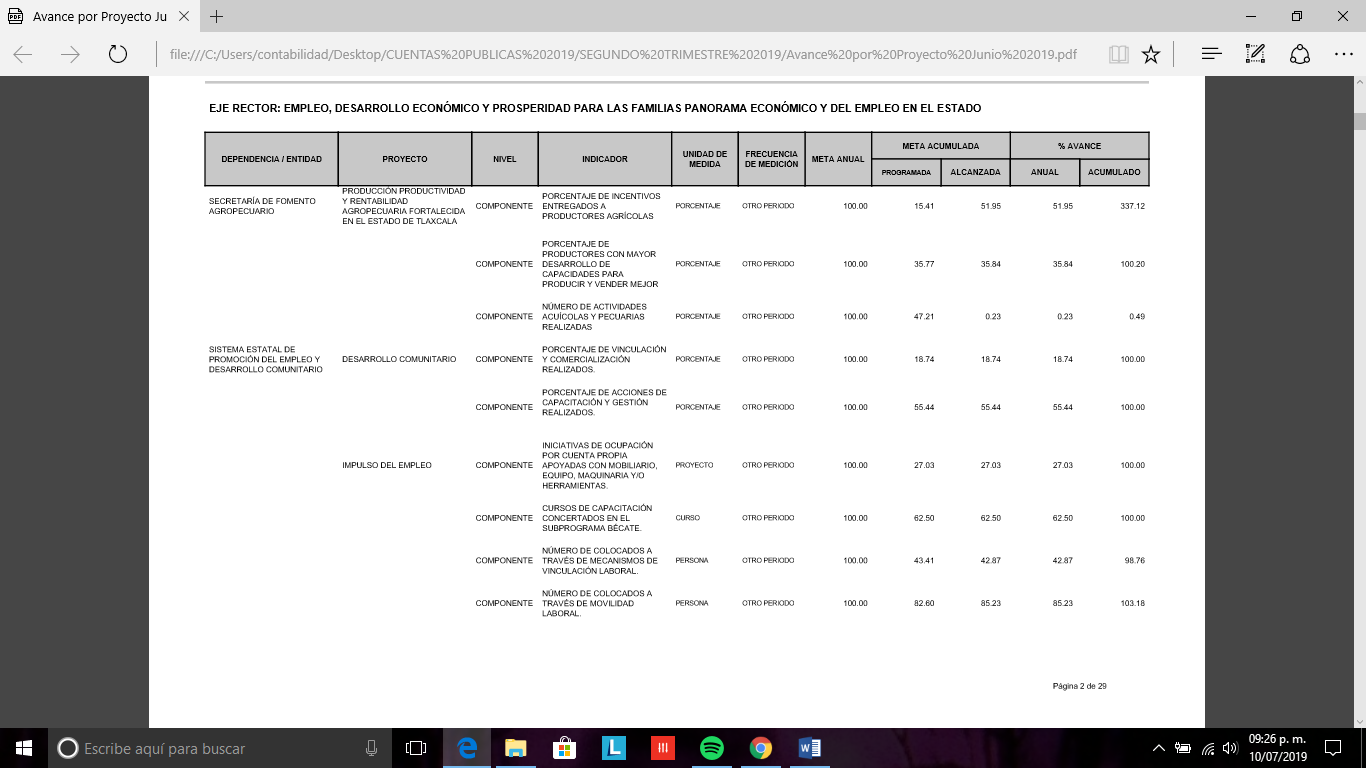 Avance por Proyecto Ju
file:///C:/Users/contabilidad/Desktop/CUENTAS%20PUBLICAS%202019/SEGUNDO%20TRIMESTRE%202019/Avance%20por%20Proyecto%20Junio%202019.pdf
EJE RECTOR: EMPLEO, DESARROLLO ECONÓMICO Y PROSPERIDAD PARA LAS FAMILIAS PANORAMA ECONÓMICO Y DEL EMPLEO EN EL ESTADO
DEPENDENCIA / ENTIDAD
PROYECTO
NIVEL
INDICADOR
UNIDAD DE
MEDIDA
FRECUENCIA
DE MEDICIÓN
META ANUAL
META ACUMULADA
PROGRAMADA
ALCANZADA
% AVANCE
ANUAL
ACUMULADO
SECRETARÍA DE FOMENTO
AGROPECUARIO
PRODUCCIÓN PRODUCTIVIDAD
Y RENTABILIDAD
AGROPECUARIA FORTALECIDA
EN EL ESTADO DE TLAXCALA
COMPONENTE
PORCENTAJE DE INCENTIVOS
ENTREGADOS A
PRODUCTORES AGRÍCOLAS
PORCENTAJE
OTRO PERIODO
100.00
15.41
51.95
51.95
337.12
COMPONENTE
PORCENTAJE DE
PRODUCTORES CON MAYOR
DESARROLLO DE
CAPACIDADES PARA
PRODUCIR Y VENDER MEJOR
PORCENTAJE
OTRO PERIODO
100.00
35.77
35.84
35.84
100.20
COMPONENTE
NÚMERO DE ACTIVIDADES
ACUÍCOLAS Y PECUARIAS
REALIZADAS
PORCENTAJE
OTRO PERIODO
100.00
47.21
0.23
0.23
0.49
SISTEMA ESTATAL DE
PROMOCIÓN DEL EMPLEO Y
DESARROLLO COMUNITARIO
DESARROLLO COMUNITARIO
COMPONENTE
PORCENTAJE DE VINCULACIÓN
Y COMERCIALIZACIÓN
REALIZADOS.
PORCENTAJE
OTRO PERIODO
100.00
18.74
18.74
18.74
100.00
COMPONENTE
PORCENTAJE DE ACCIONES DE
CAPACITACIÓN Y GESTIÓN
REALIZADOS.
PORCENTAJE
OTRO PERIODO
100.00
55.44
55.44
55.44
100.00
IMPULSO DEL EMPLEO
COMPONENTE
INICIATIVAS DE OCUPACIÓN
POR CUENTA PROPIA
APOYADAS CON MOBILIARIO,
EQUIPO, MAQUINARIA Y/O
HERRAMIENTAS.
PROYECTO
OTRO PERIODO
100.00
27.03
27.03
27.03
100.00
COMPONENTE
CURSOS DE CAPACITACIÓN
CONCERTADOS EN EL
SUBPROGRAMA BÉCATE.
CURSO
OTRO PERIODO
100.00
62.50
62.50
62.50
100.00
COMPONENTE
NÚMERO DE COLOCADOS A
TRAVÉS DE MECANISMOS DE
VINCULACIÓN LABORAL.
PERSONA
OTRO PERIODO
100.00
43.41
42.87
42.87
98.76
COMPONENTE
NÚMERO DE COLOCADOS A
TRAVÉS DE MOVILIDAD
LABORAL.
PERSONA
OTRO PERIODO
100.00
82.60
85.23
85.23
103.18
Página 2 de 29
Escribe aquí para buscar
09:26 p. m.
10/07/2019